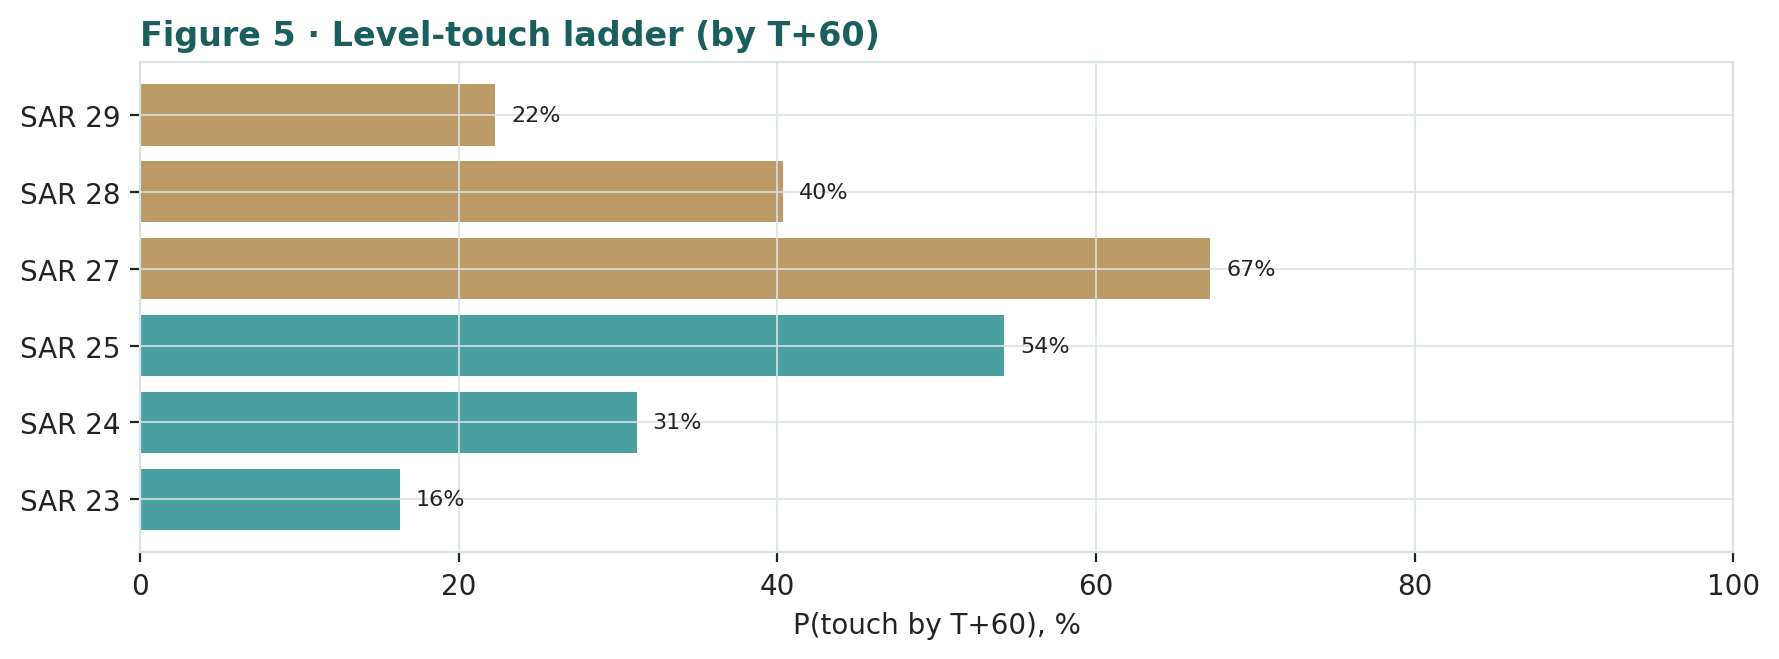 Figure 5 · Level-touch ladder (by T+60)
SAR 29 22%
SAR 28 40%
SAR 27 67%
SAR 25 54%
SAR 24 31%
SAR 23 16%
0 20 40 60 80 100
P(touch by T+60), %